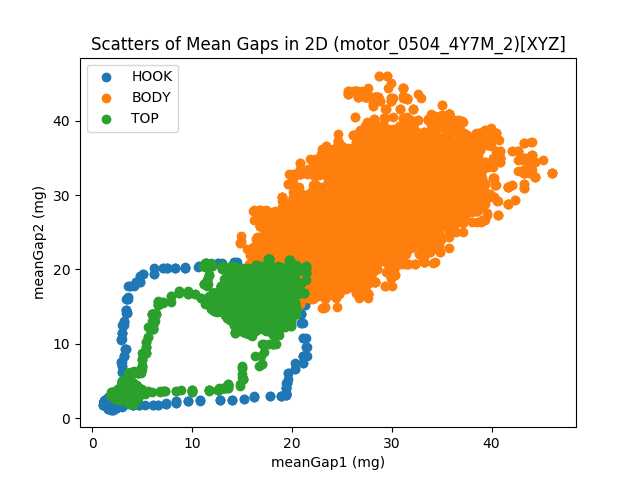 Scatters of Mean Gaps in 2D (motor_0504_4Y7M_2)[XYZ]
HOOK
BODY
TOP
meanGap2 (mg)
40
30
20
10
0
0 10 20 30 40
meanGap1 (mg)